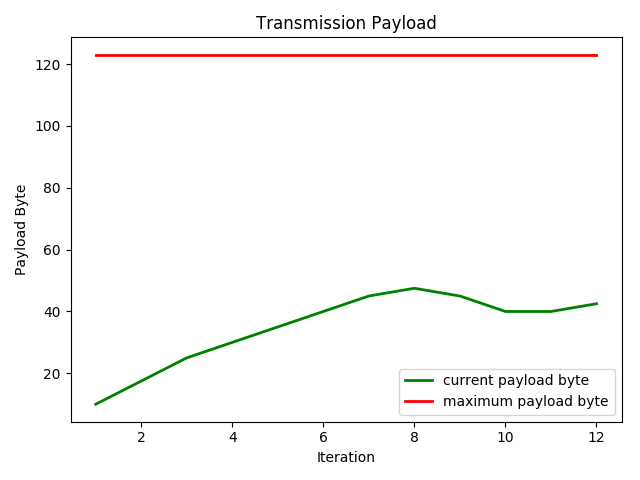 Transmission Payload
120
100
80
60
40
20
Payload Byte
2 4 6 8 10 12
Iteration
current payload byte
maximum payload byte